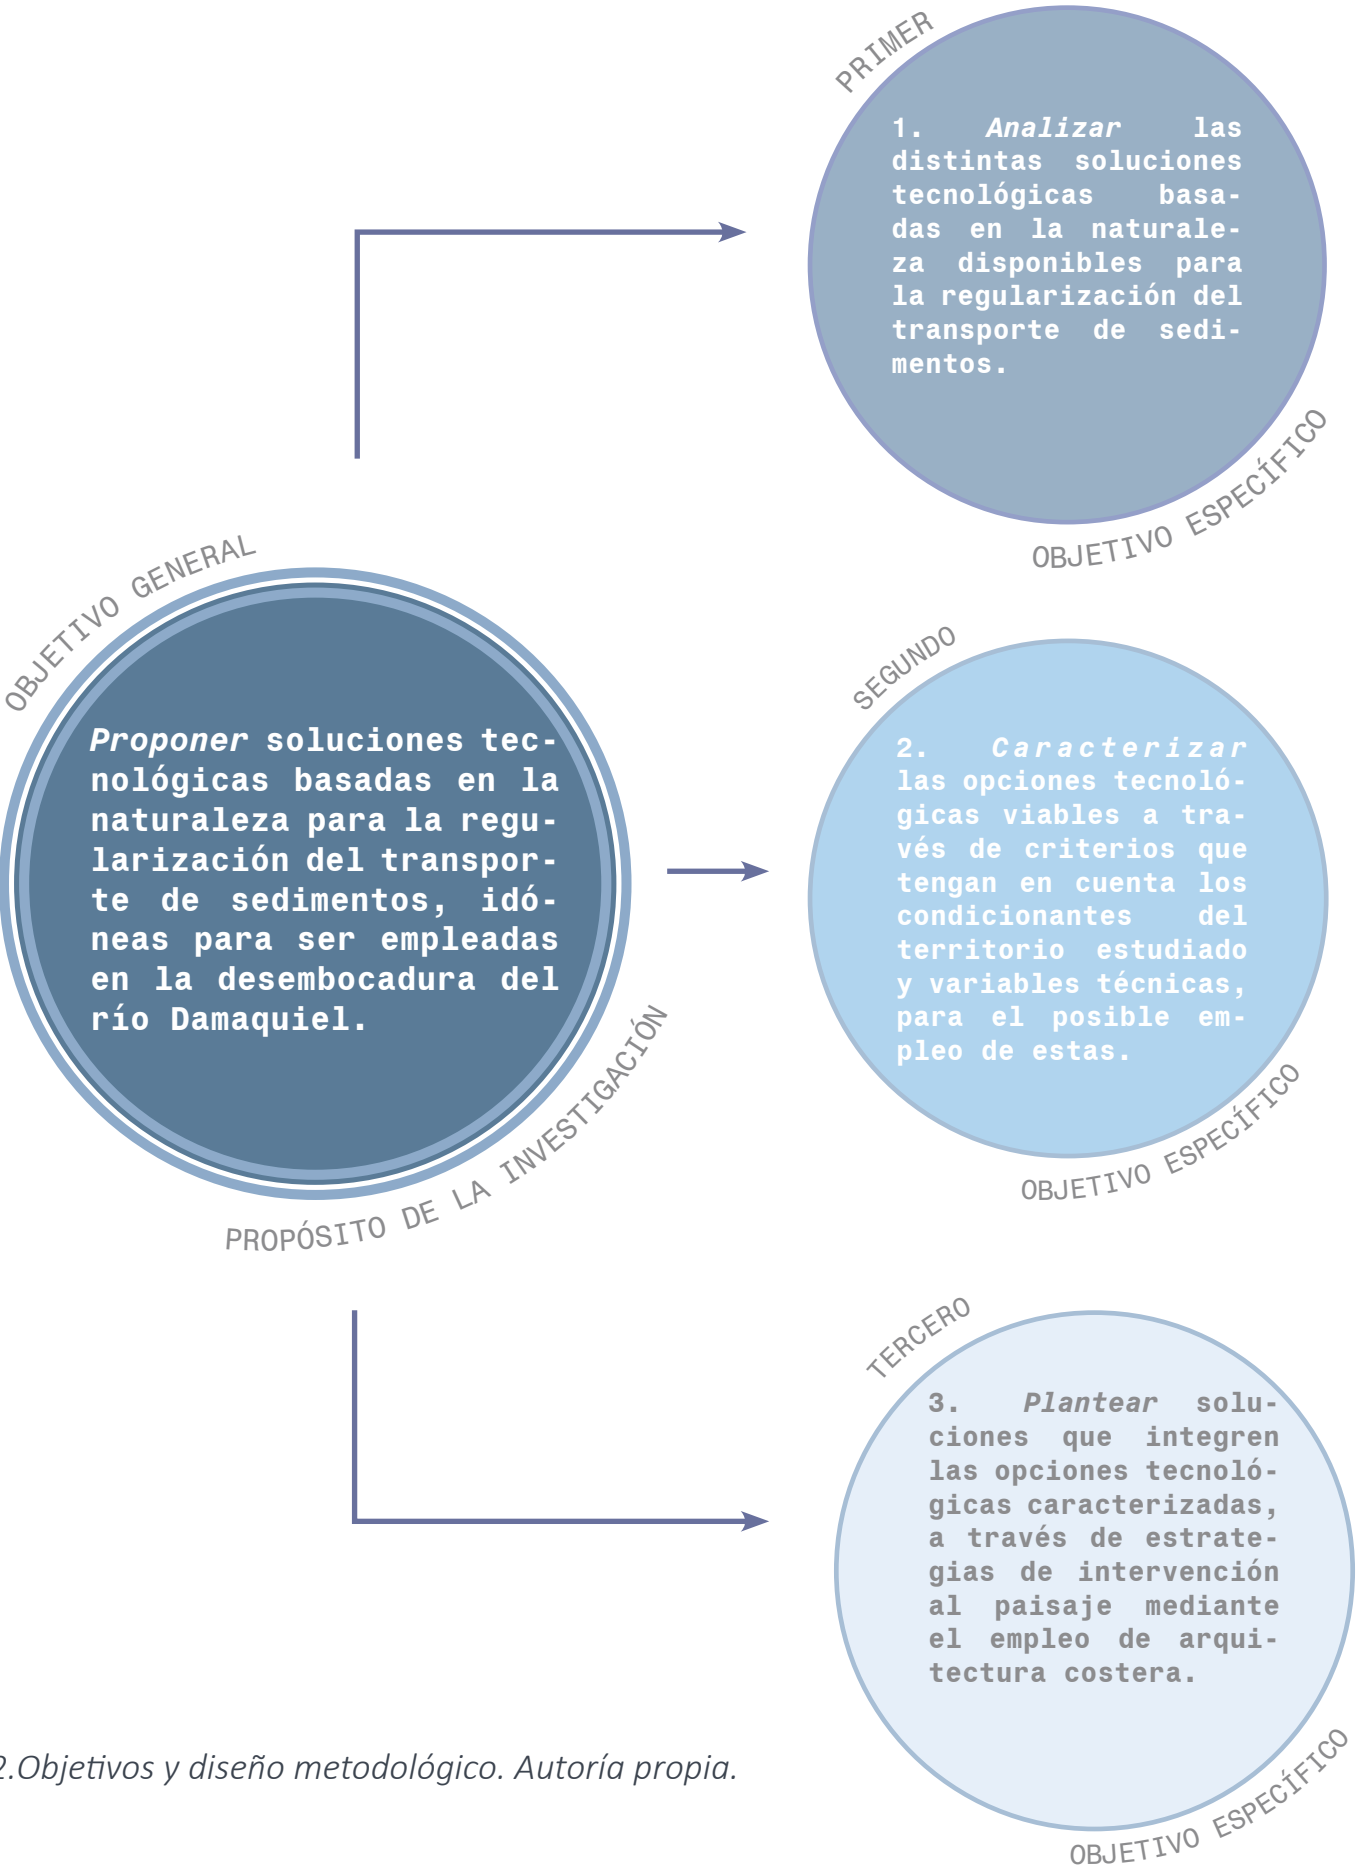 PRIMER
1. Analizar las
distintas soluciones
tecnológicas basa-
das en la naturale-
za disponibles para
la regularización del
transporte de sedi-
mentos.
OBJETIVO ESPECÍFICO
OBJETIVO GENERAL
Proponer soluciones tec-
nológicas basadas en la
naturaleza para la regu-
larización del transpor-
te de sedimentos, idó-
neas para ser empleadas
en la desembocadura del
río Damaquiel.
PROPÓSITO DE LA INVESTIGACIÓN
SEGUNDO
2. Caracterizar
las opciones tecnoló-
gicas viables a tra-
vés de criterios que
tengan en cuenta los
condicionantes del
territorio estudiado
y variables técnicas,
para el posible em-
pleo de estas.
OBJETIVO ESPECÍFICO
TERCERO
3. Plantear solu-
ciones que integren
las opciones tecnoló-
gicas caracterizadas,
a través de estrate-
gias de intervención
al paisaje mediante
el empleo de arqui-
tectura costera.
OBJETIVO ESPECÍFICO
2.Objetivos y diseño metodológico. Autoría propia.